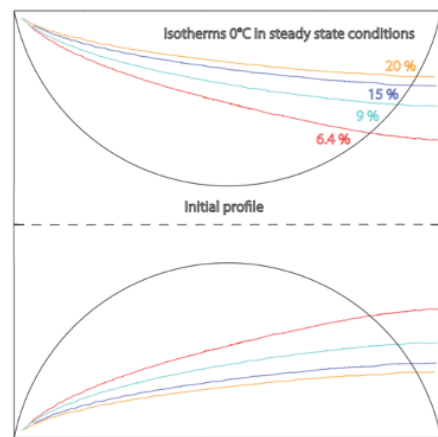 Isotherms 0°C in steady state conditions
20 %
15 %
9 %
6.4 %
Initial profile